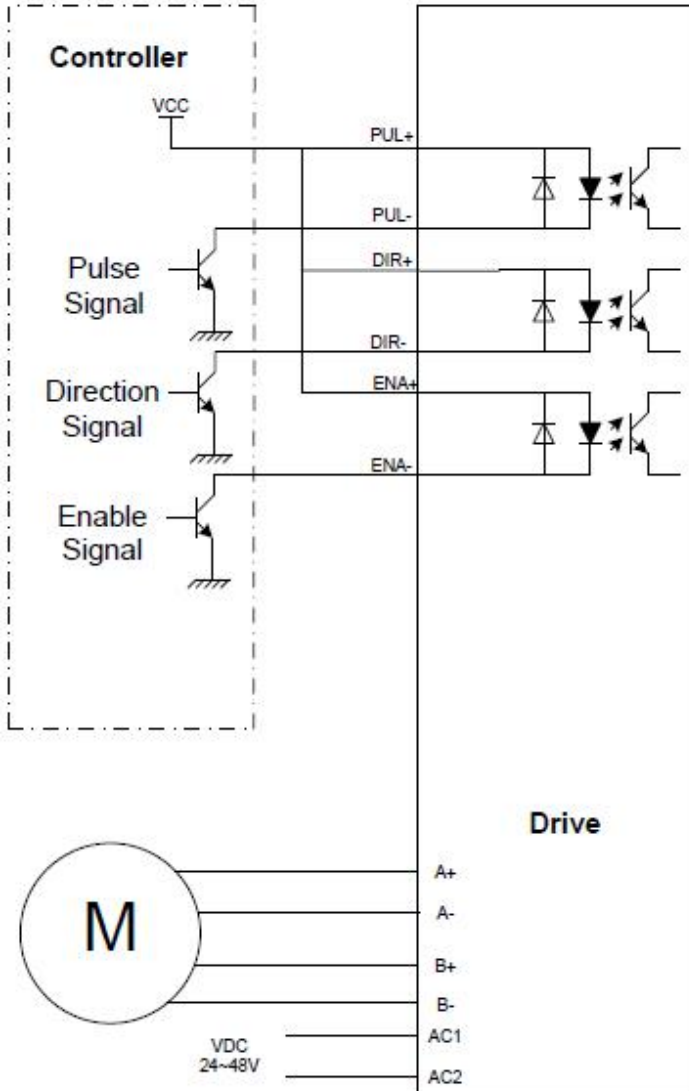 Controller
VCC
PUL+
PUL-
Pulse
Signal
DIR+
DIR-
Direction
Signal
ENA+
ENA-
Enable
Signal
Drive
M
A+
A-
B+
B-
VDC
24~48V
AC1
AC2